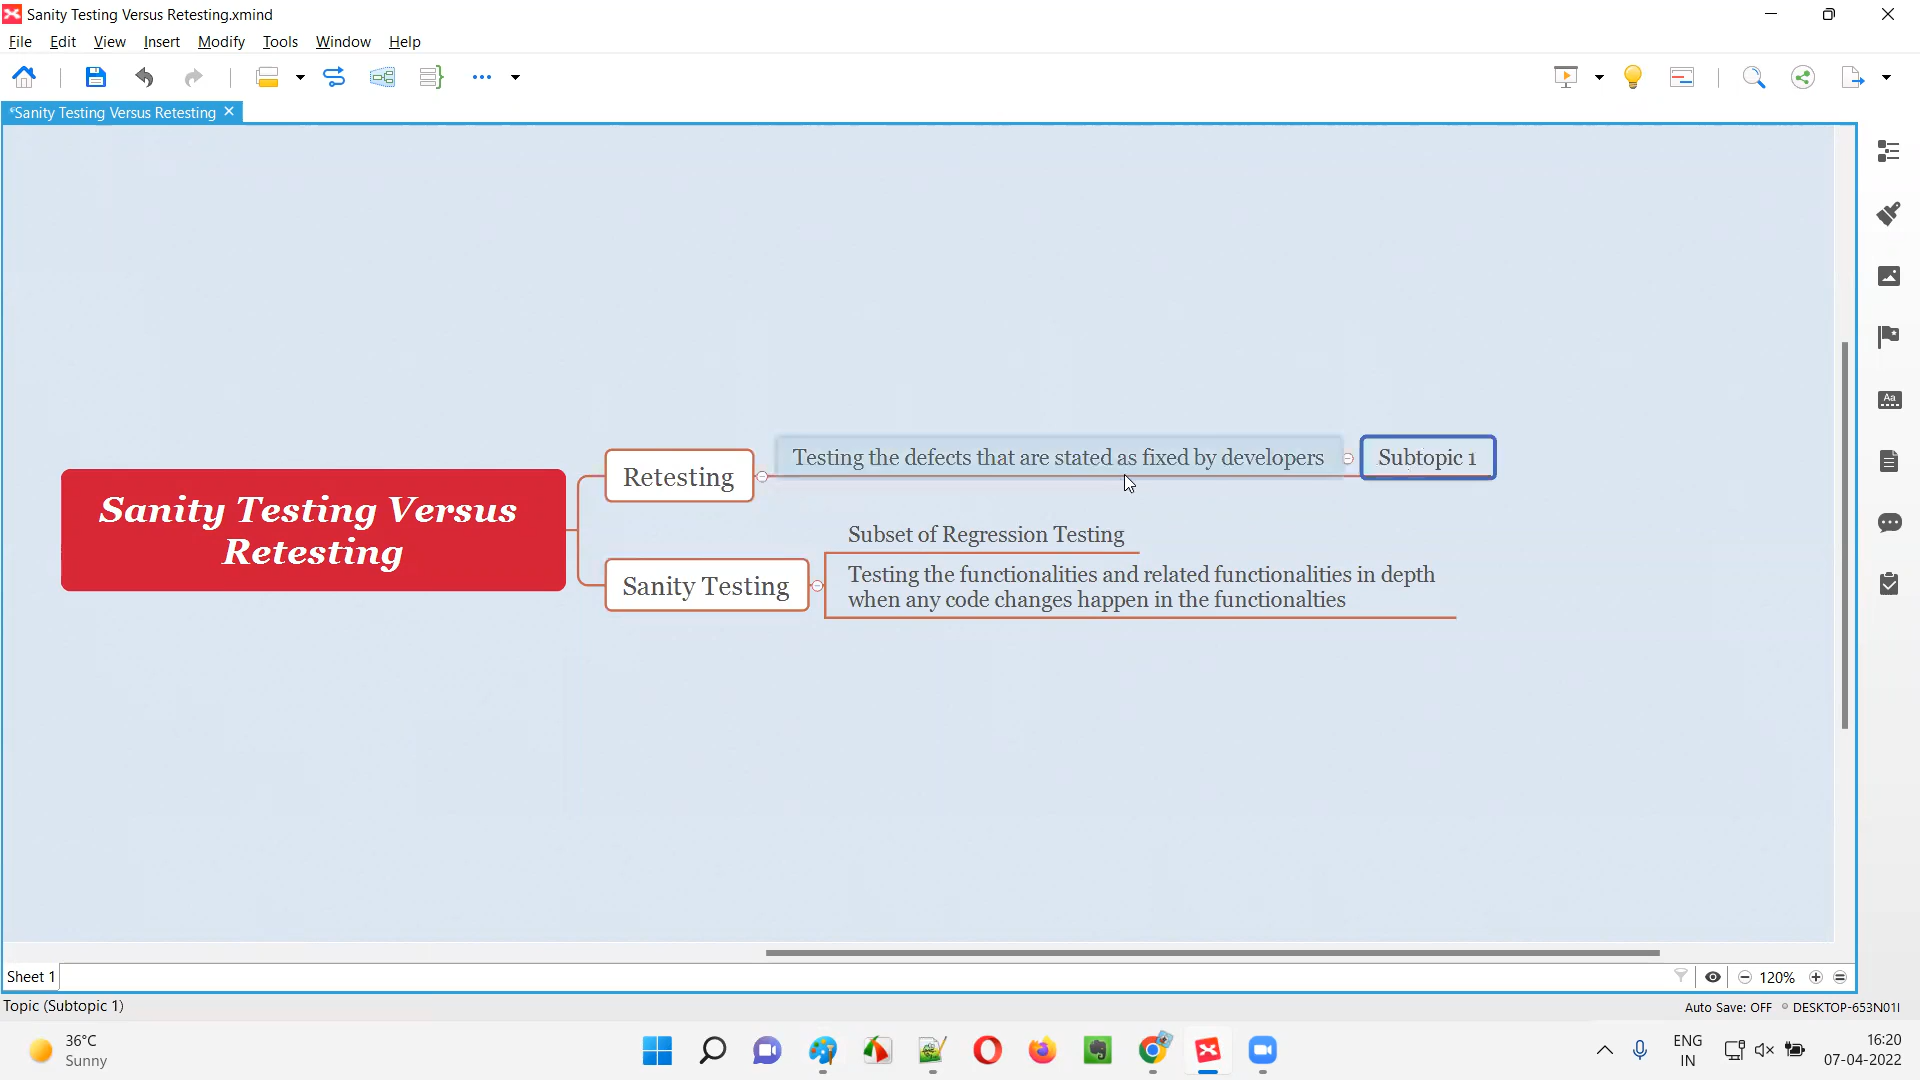 Sanity Testing Versus Retesting.xmind
File Edit View Insert Modify Tools Window Help
*Sanity Testing Versus Retesting
Testing the defects that are stated as fixed by developers
Subtopic 1
Retesting
Sanity Testing Versus
Retesting
Subset of Regression Testing
Sanity Testing
Testing the functionalities and related functionalities in depth
when any code changes happen in the functionalties
Aa
Sheet 1
120%
Topic (Subtopic 1)
Auto Save: OFF
DESKTOP-653N01I
36°C
Sunny
ENG
IN
16:20
07-04-2022